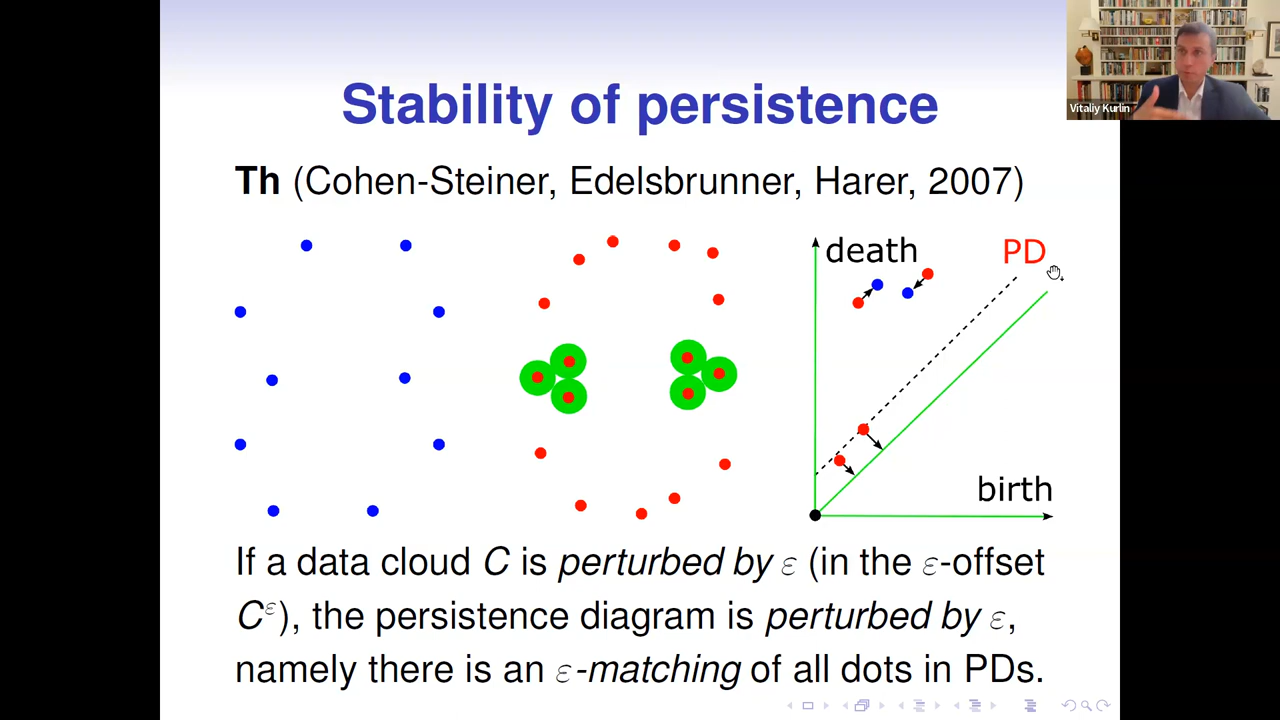 Stability of persistence
Vitaliy Kurlin
Th (Cohen-Steiner, Edelsbrunner, Harer, 2007)
death
PD
birth
If a data cloud C is perturbed by ε (in the ε-offset
C^ε), the persistence diagram is perturbed by ε,
namely there is an ε-matching of all dots in PDs.